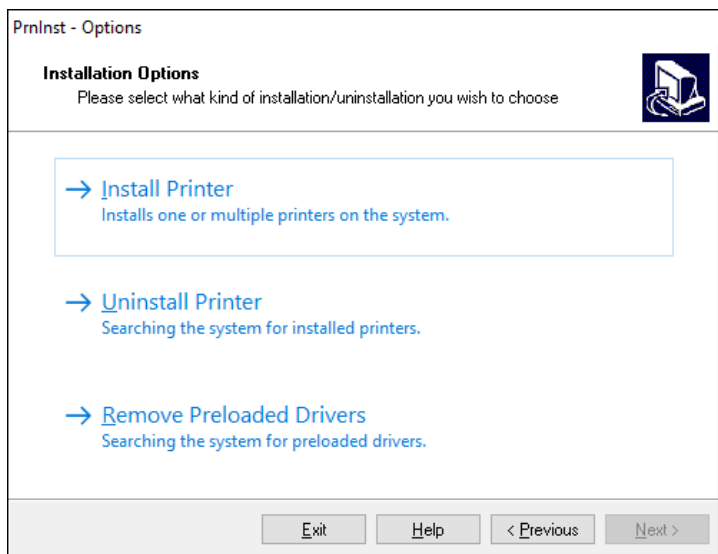 PrnInst - Options
Installation Options
Please select what kind of installation/uninstallation you wish to choose
Install Printer
Installs one or multiple printers on the system.
Uninstall Printer
Searching the system for installed printers.
Remove Preloaded Drivers
Searching the system for preloaded drivers.
Exit Help < Previous Next >